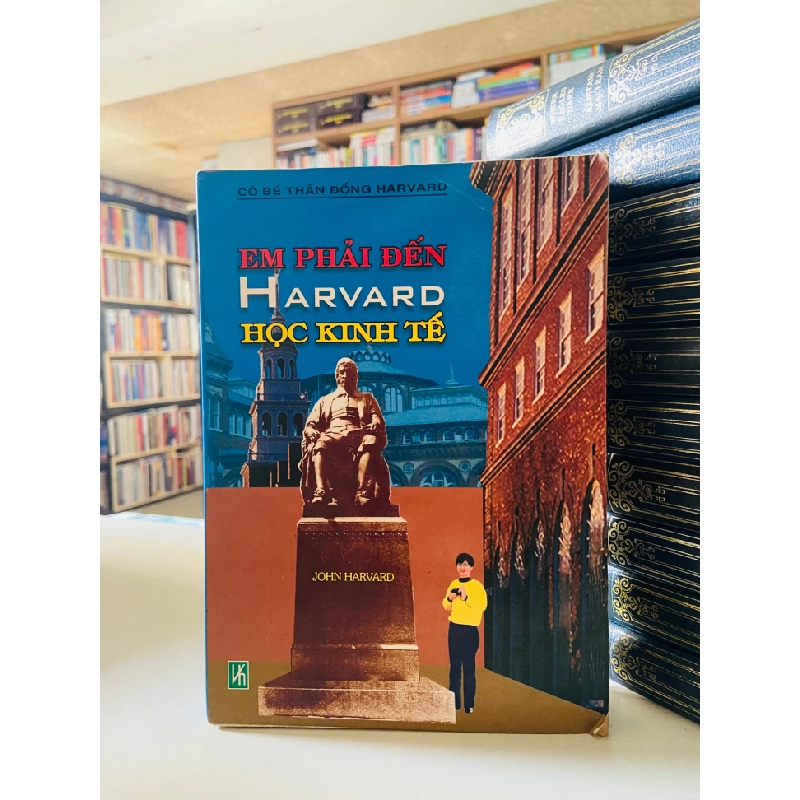 CÔ BÉ THẦN ĐỒNG HARVARD
EM PHẢI ĐẾN
HARVARD
HỌC KINH TẾ
JOHN HARVARD